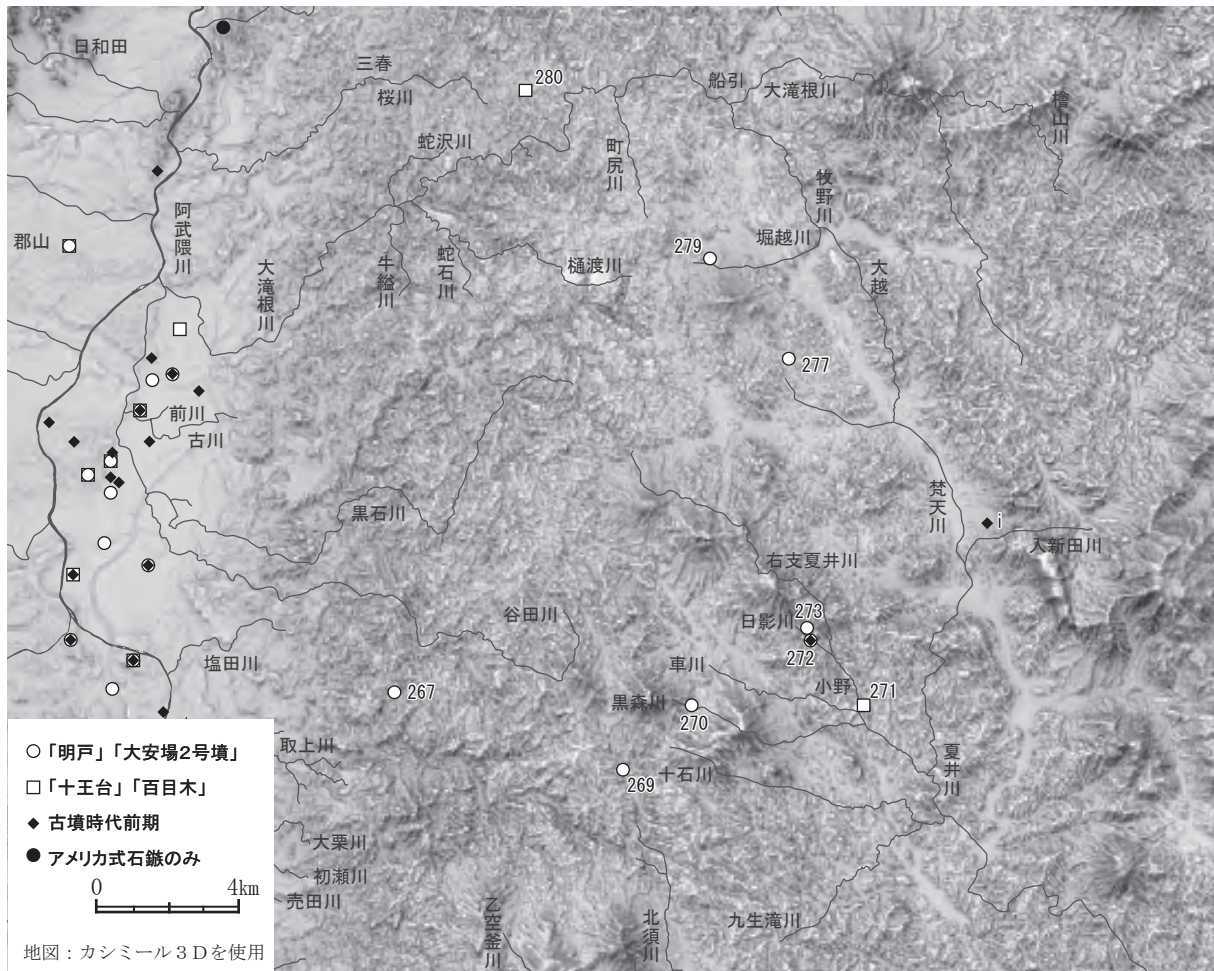 日和田
三春
桜川
280
船引
大滝根川
檜山川
蛇沢川
町尻川
牧野川
阿武隈川
郡山
大滝根川
牛縊川
蛇石川
樋渡川
279
堀越川
大越
277
前川
古川
黒石川
梵天川
i
入新田川
右支夏井川
谷田川
273
日影川
272
塩田川
車川
小野
271
267
黒森川
270
取上川
269
十石川
夏井川
大栗川
初瀬川
売田川
乙空釜川
北須川
九生滝川
○「明戸」「大安場2号墳」
□「十王台」「百目木」
◆ 古墳時代前期
● アメリカ式石鏃のみ
0 4km
地図：カシミール３Ｄを使用